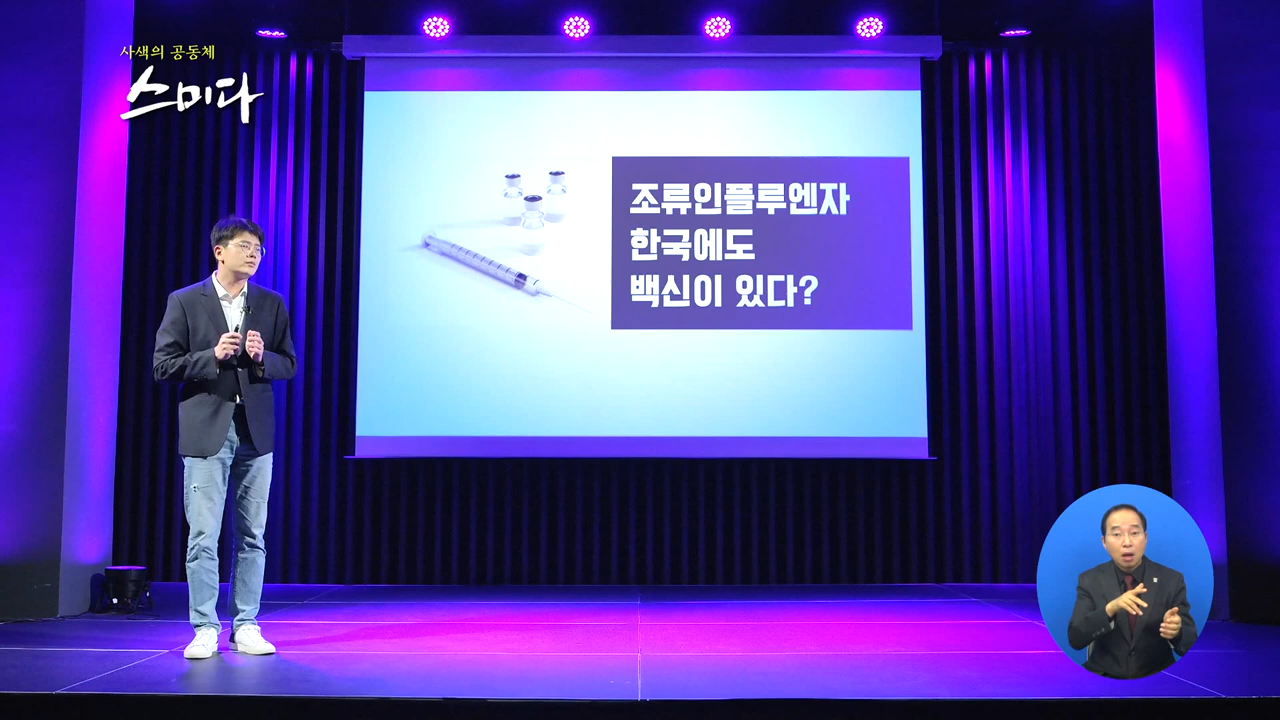 사색의 공동체
스미다
조류인플루엔자
한국에도
백신이 있다?